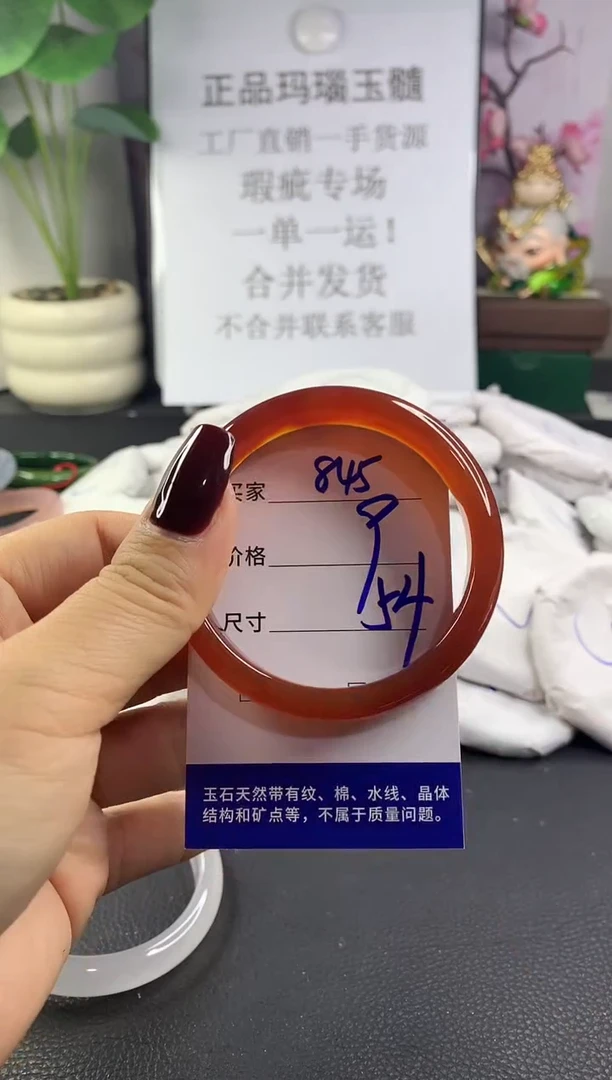 正品玛瑙玉髓
工厂直销一手货源
瑕疵专场
一单一运!
合并发货
不合并联系客服
买家 845
价格
尺寸 54
玉石天然带有纹、棉、水线、晶体
结构和矿点等，不属于质量问题。